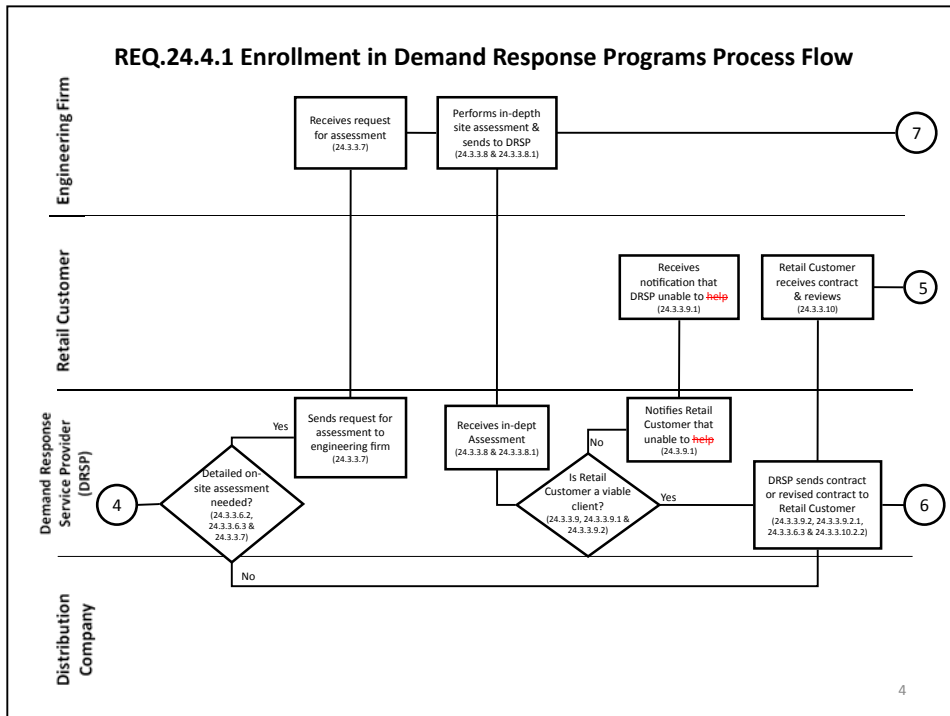 REQ.24.4.1 Enrollment in Demand Response Programs Process Flow
Engineering Firm
Receives request
for assessment
(24.3.3.7)
Performs in-depth
site assessment &
sends to DRSP
(24.3.3.8 & 24.3.3.8.1)
7
Retail Customer
Receives
notification that
DRSP unable to help
(24.3.3.9.1)
Retail Customer
receives contract
& reviews
(24.3.3.10)
5
Demand Response
Service Provider
(DRSP)
4
Detailed on-
site assessment
needed?
(24.3.3.6.2,
24.3.3.6.3 &
24.3.3.7)
Yes
No
Sends request for
assessment to
engineering firm
(24.3.3.7)
Receives in-dept
Assessment
(24.3.3.8 & 24.3.3.8.1)
Is Retail
Customer a viable
client?
(24.3.3.9, 24.3.3.9.1 &
24.3.3.9.2)
No
Yes
Notifies Retail
Customer that
unable to help
(24.3.9.1)
DRSP sends contract
or revised contract to
Retail Customer
(24.3.3.9.2, 24.3.3.9.2.1,
24.3.3.6.3 & 24.3.3.10.2.2)
6
Distribution
Company
4